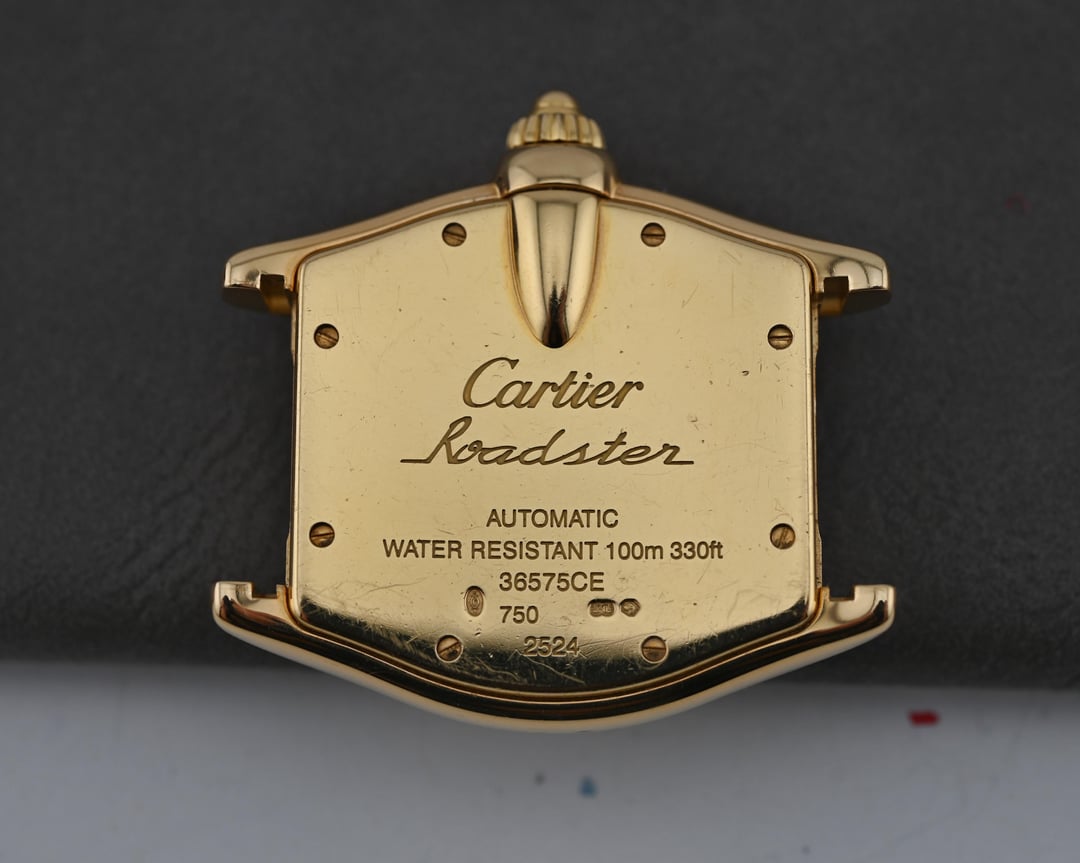 Cartier
Roadster
AUTOMATIC
WATER RESISTANT 100m 330ft
36575CE
750
2524